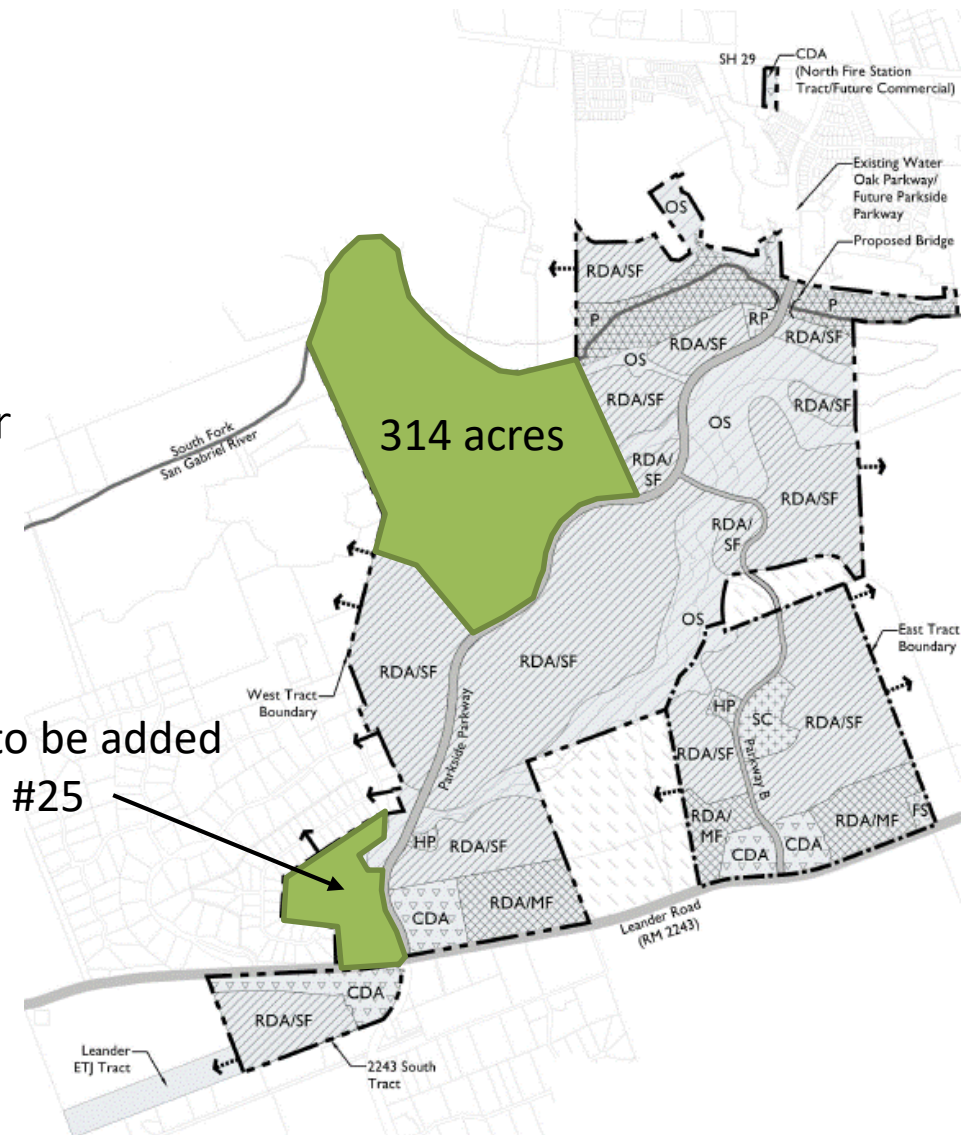 SH 29
CDA
(North Fire Station
Tract/Future Commercial)
Existing Water
Oak Parkway/
Future Parkside
Parkway
Proposed Bridge
OS
RDA/SF
P
RP
P
RDA/SF
RDA/SF
OS
RDA/SF
RDA/SF
OS
314 acres
r
South Fork
San Gabriel River
RDA/
SF
RDA/SF
RDA/
SF
OS
East Tract
Boundary
RDA/SF
RDA/SF
West Tract
Boundary
HP
SC
RDA/SF
RDA/SF
Parkside Parkway
Parkway B
to be added
#25
HP
RDA/SF
RDA/
MF
RDA/MF
FS
CDA
CDA
CDA
RDA/MF
Leander Road
(RM 2243)
CDA
RDA/SF
Leander
ETJ Tract
2243 South
Tract